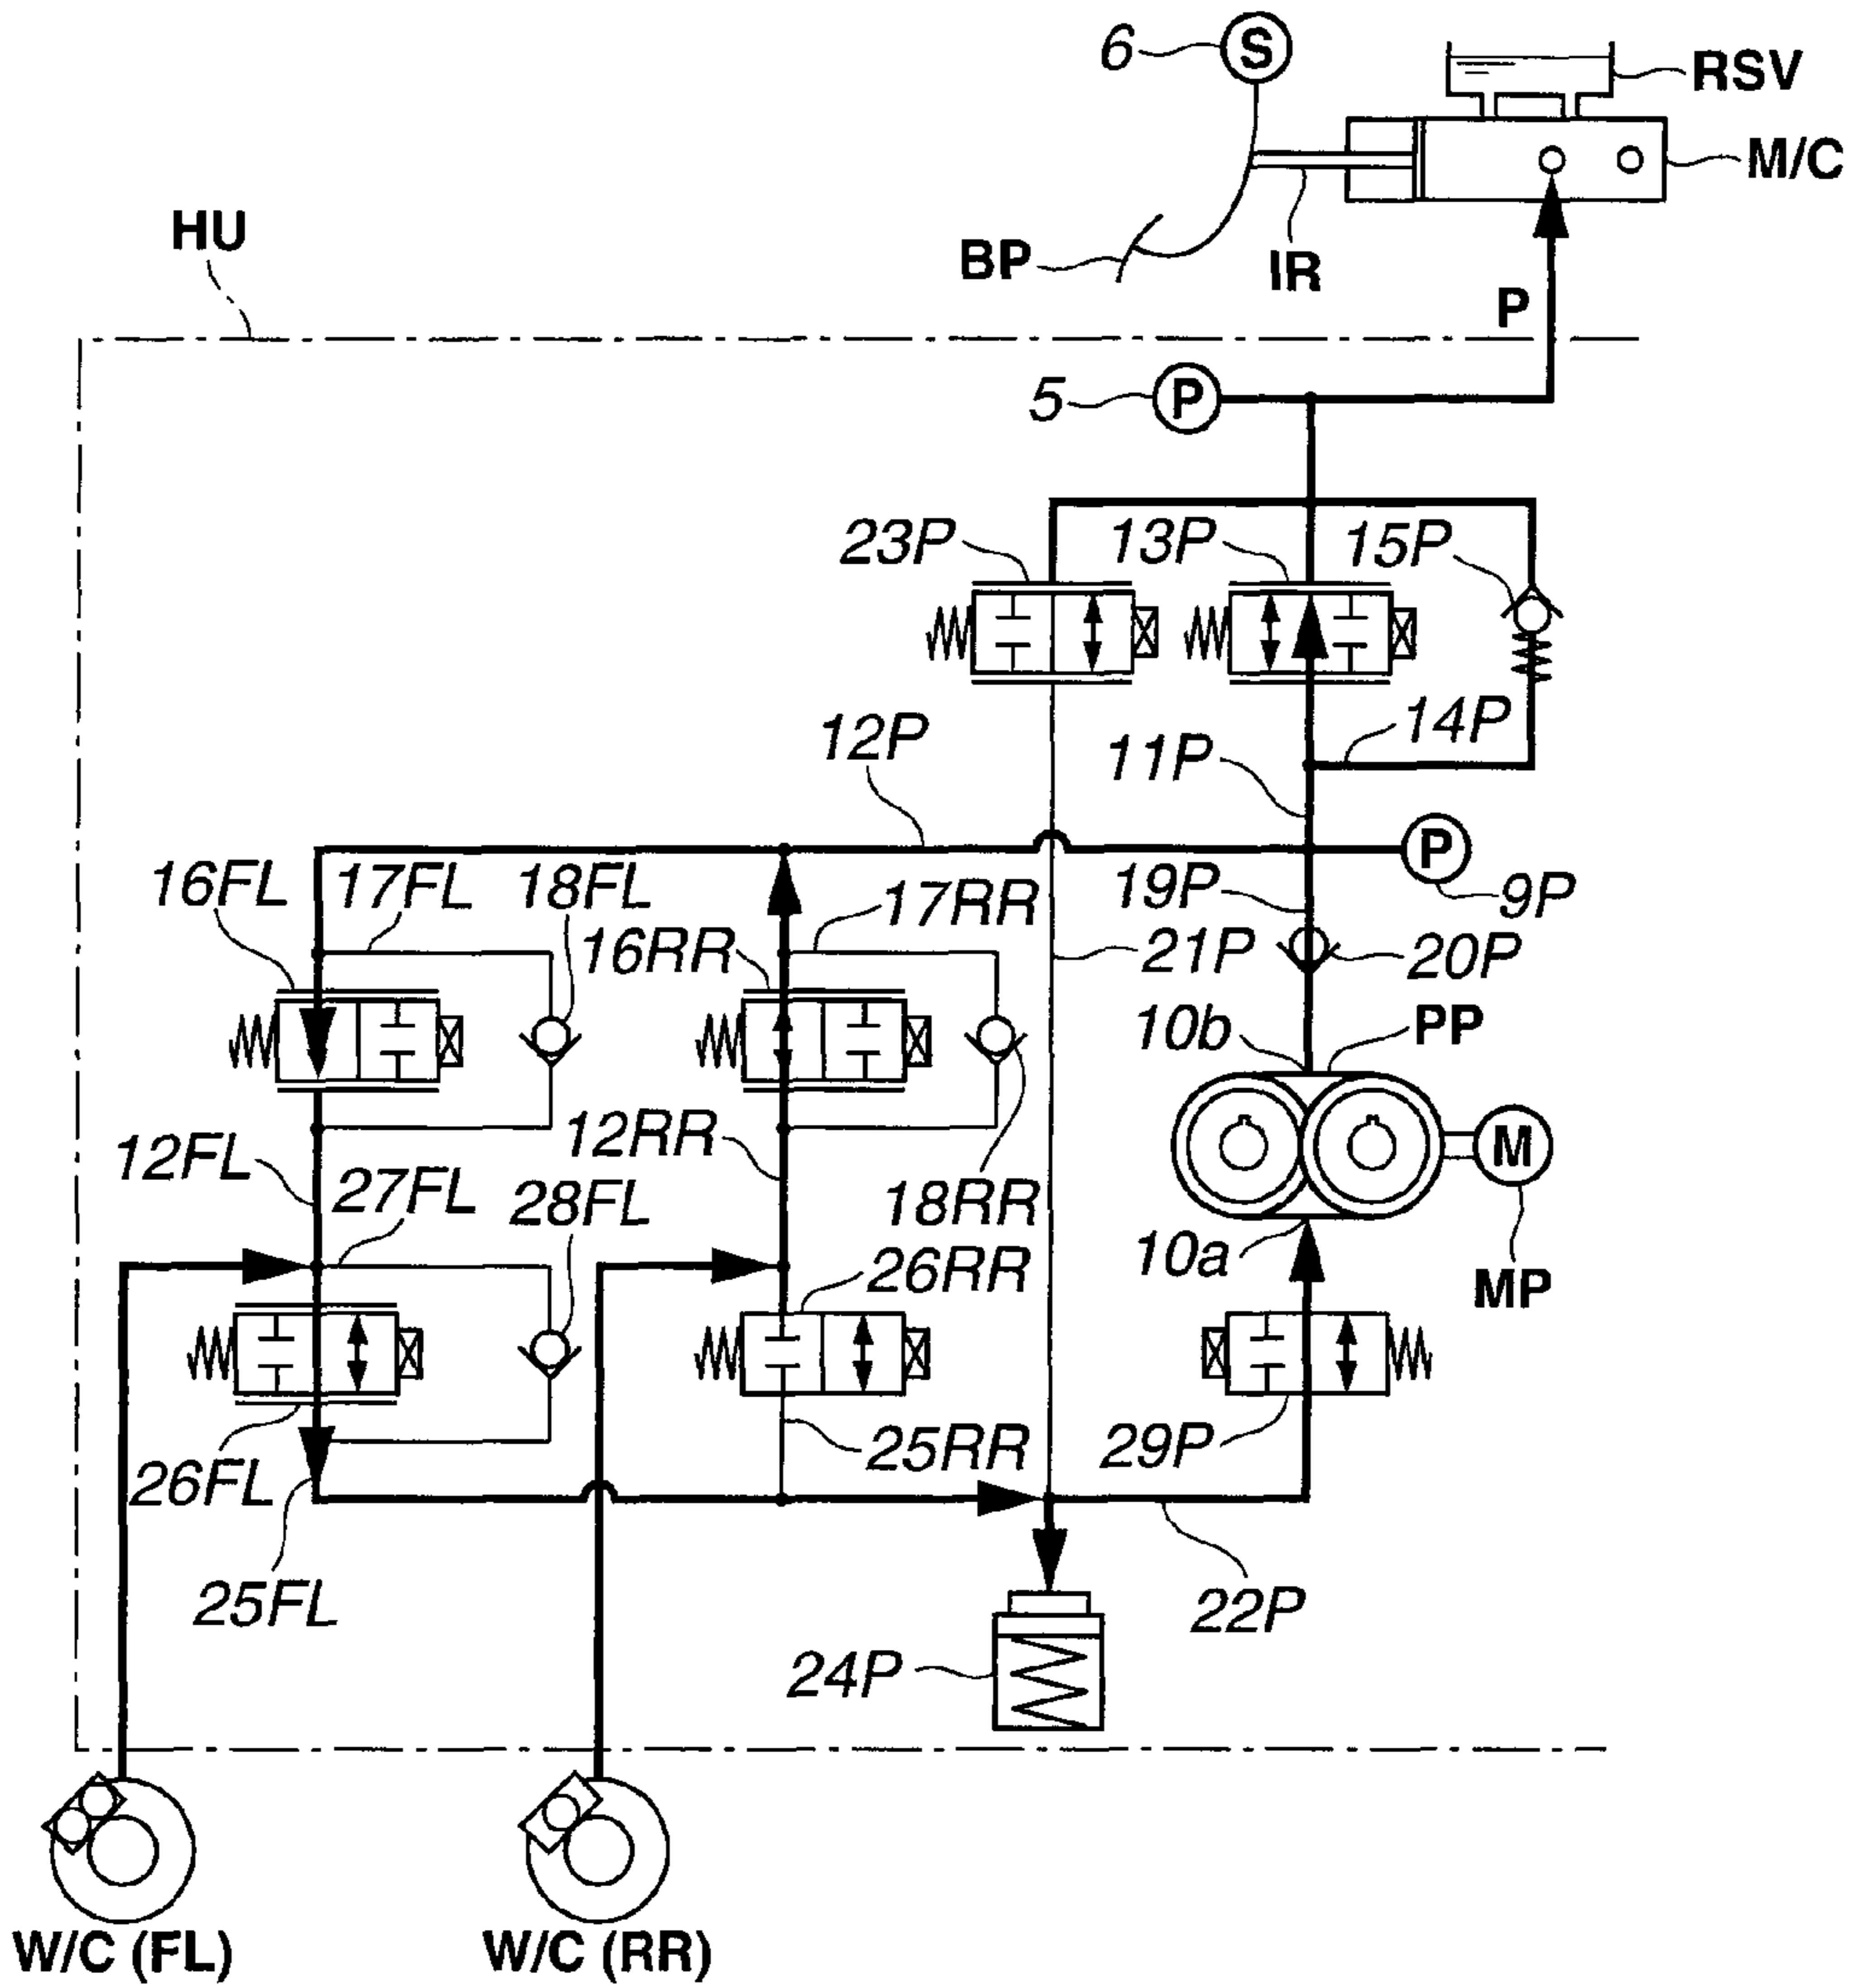 6
S
RSV
M/C
HU
BP
IR
P
5
P
23P
13P
15P
12P
11P
14P
P
16FL
17FL
18FL
17RR
19P
9P
16RR
21P
20P
10b
PP
12FL
12RR
M
27FL
28FL
18RR
10a
26RR
MP
26FL
25RR
29P
25FL
22P
24P
W/C (FL)
W/C (RR)